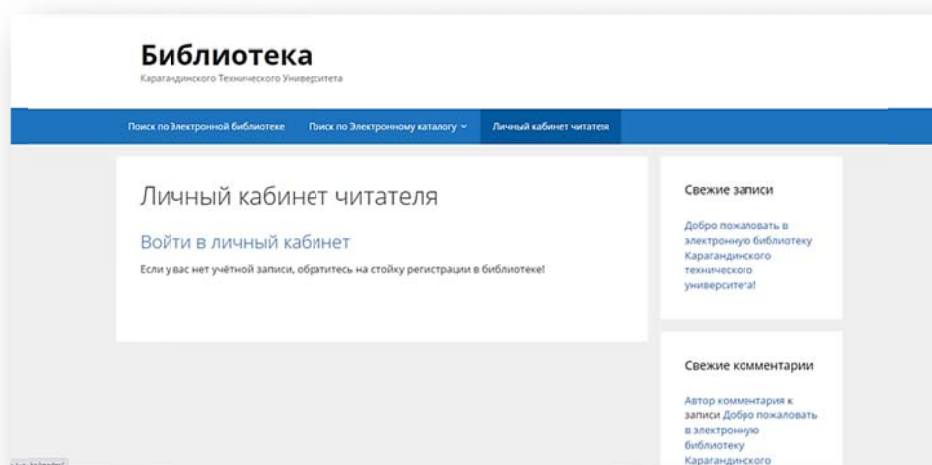 Библиотека
Карагандинского Технического Университета
Поиск по Электронной библиотеке
Поиск по Электронному каталогу
Личный кабинет читателя
Личный кабинет читателя
Войти в личный кабинет
Если у вас нет учётной записи, обратитесь на стойку регистрации в библиотеке!
Свежие записи
Добро пожаловать в
электронную библиотеку
Карагандинского
технического
университета!
Свежие комментарии
Автор комментария к
записи Добро пожаловать
в электронную
библиотеку
Карагандинского